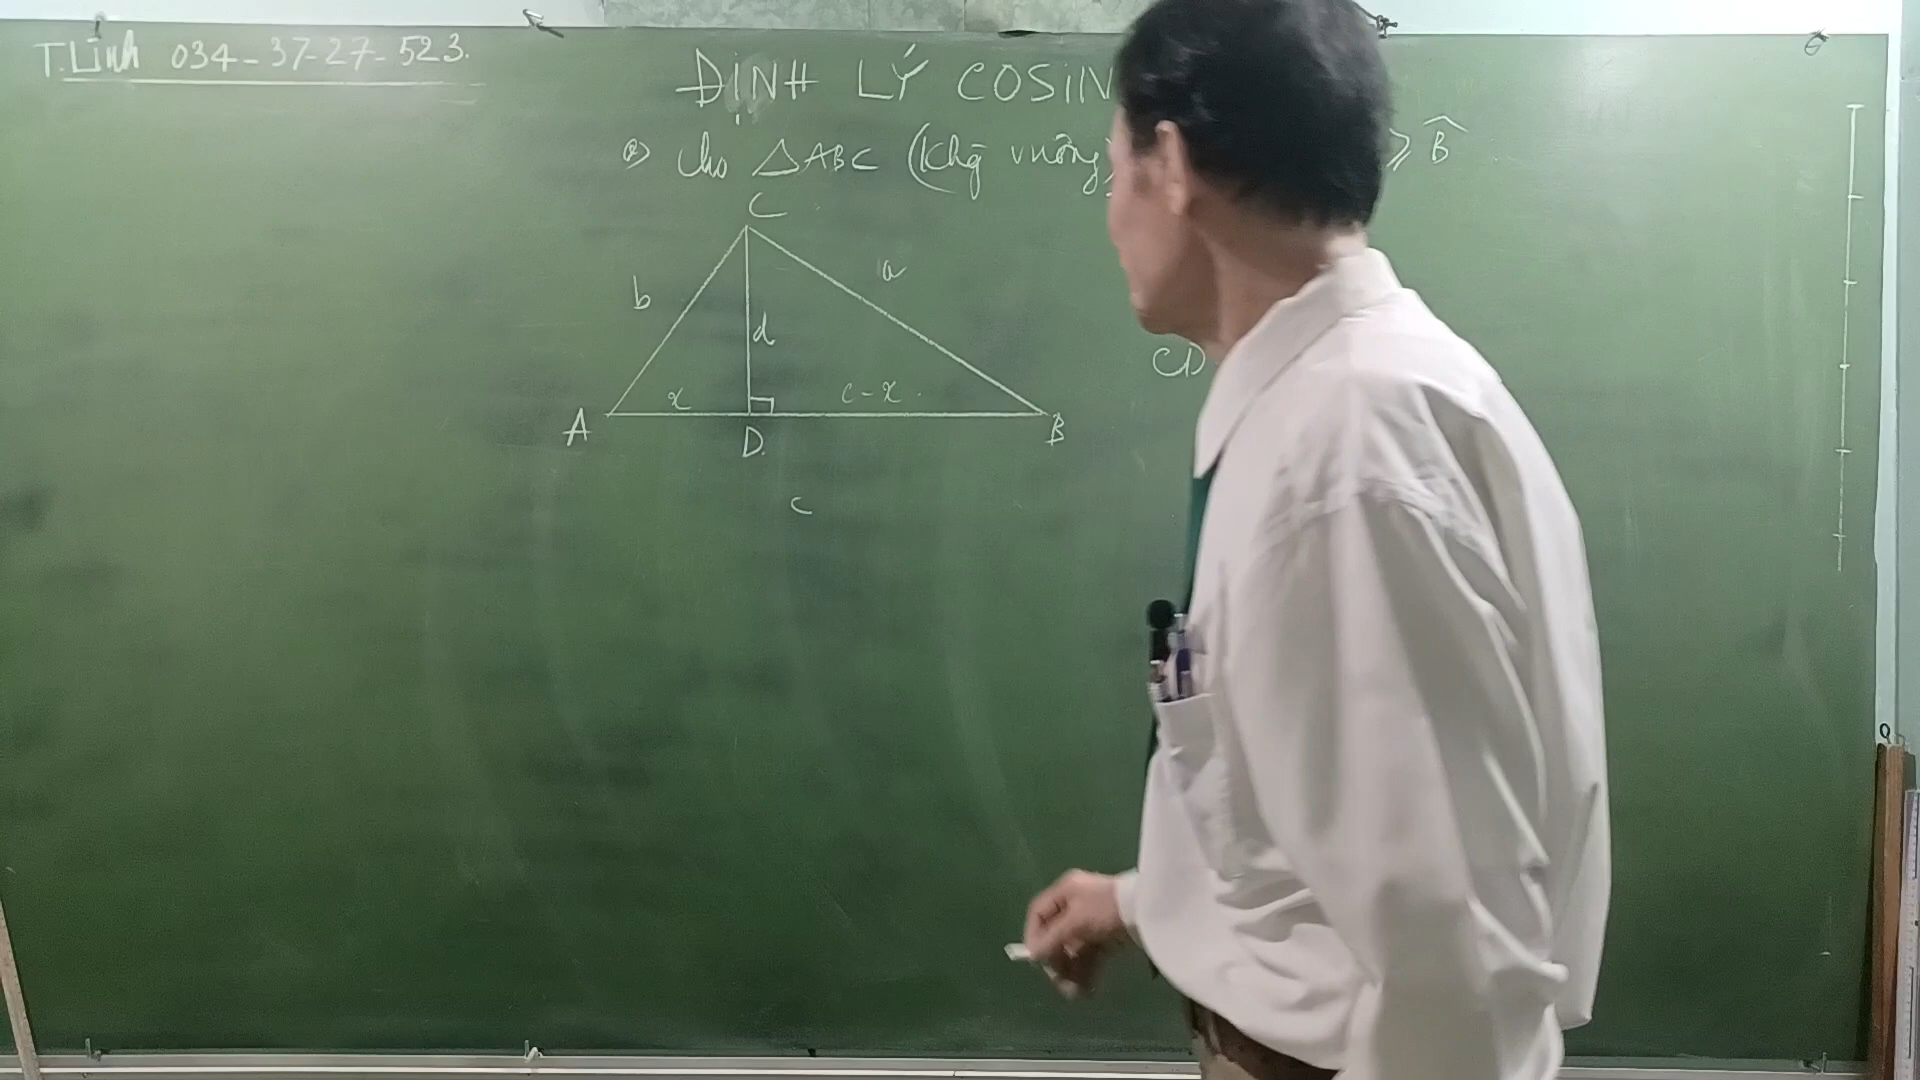 T.Linh 034-37-27-523.
ĐỊNH LÝ COSIN
Cho △ABC (Khg vuông) ⩾ B̂
C
b
a
d
x
c-x.
A
D.
B
c
CD